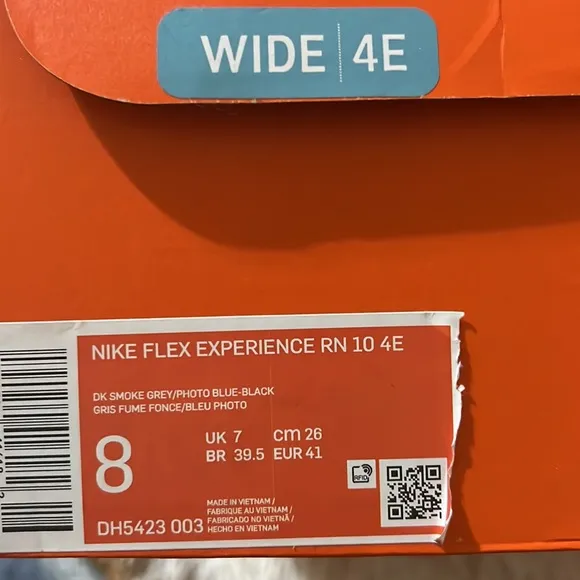 WIDE 4E
NIKE FLEX EXPERIENCE RN 10 4E
DK SMOKE GREY/PHOTO BLUE-BLACK
GRIS FUME FONCE/BLEU PHOTO
8
UK 7 cm 26
BR 39.5 EUR 41
RFID
MADE IN VIETNAM /
FABRIQUE AU VIETNAM /
FABRICADO NO VIETNÃ /
HECHO EN VIETNAM
DH5423 003